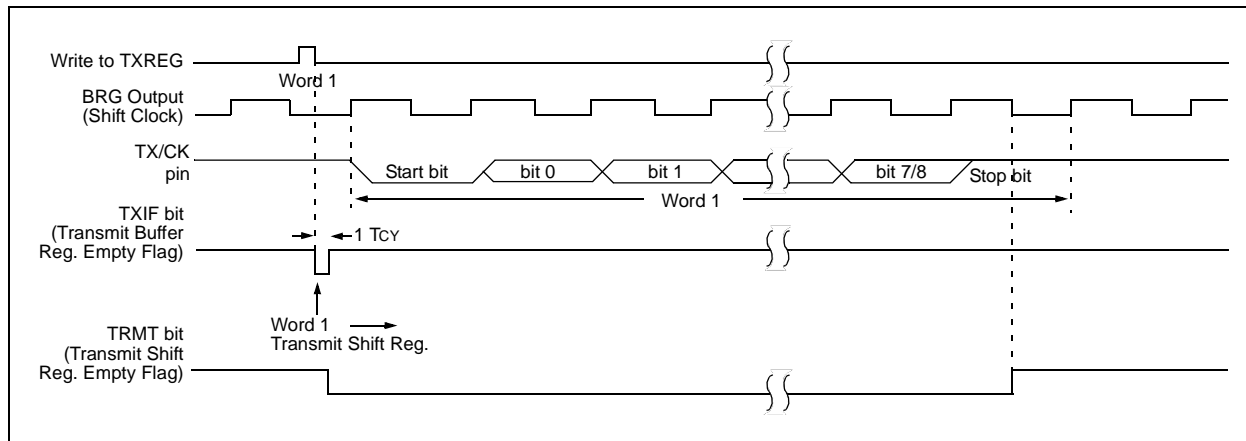 Write to TXREG
Word 1
BRG Output
(Shift Clock)
TX/CK
pin
Start bit
bit 0
bit 1
bit 7/8
Stop bit
Word 1
TXIF bit
(Transmit Buffer
Reg. Empty Flag)
1 TCY
Word 1
Transmit Shift Reg.
TRMT bit
(Transmit Shift
Reg. Empty Flag)